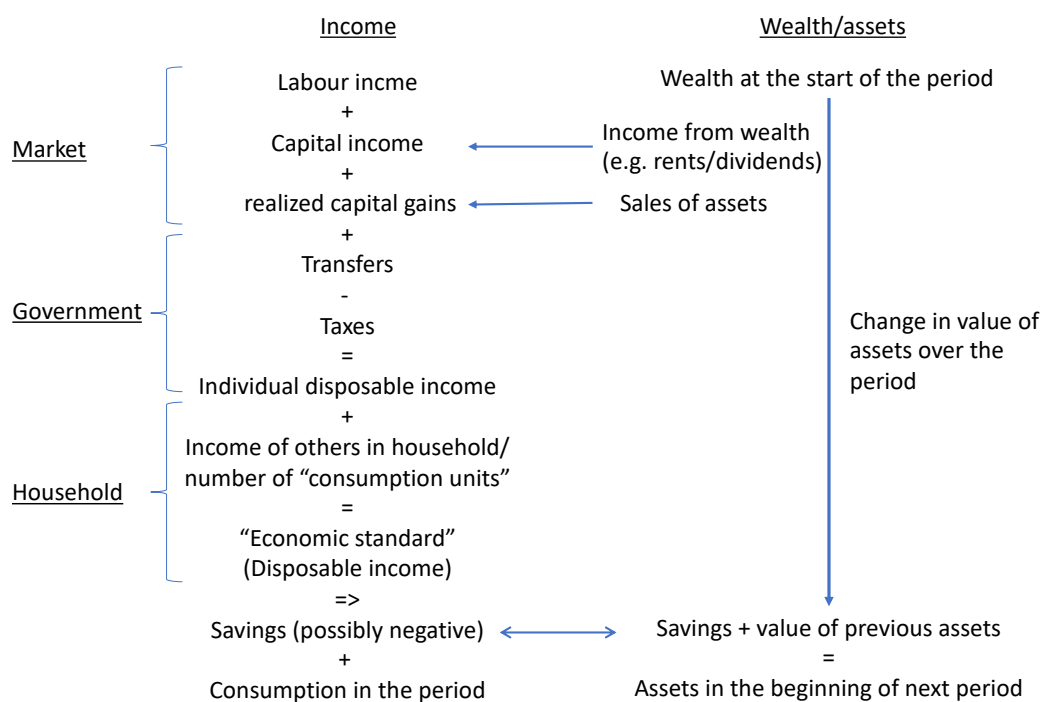 Income
Wealth/assets
Labour incme
+
Capital income
+
realized capital gains
+
Transfers
-
Taxes
=
Individual disposable income
+
Income of others in household/
number of “consumption units”
=
“Economic standard”
(Disposable income)
=>
Savings (possibly negative)
+
Consumption in the period
Market
Government
Household
Wealth at the start of the period
Income from wealth
(e.g. rents/dividends)
Sales of assets
Change in value of
assets over the
period
Savings + value of previous assets
=
Assets in the beginning of next period